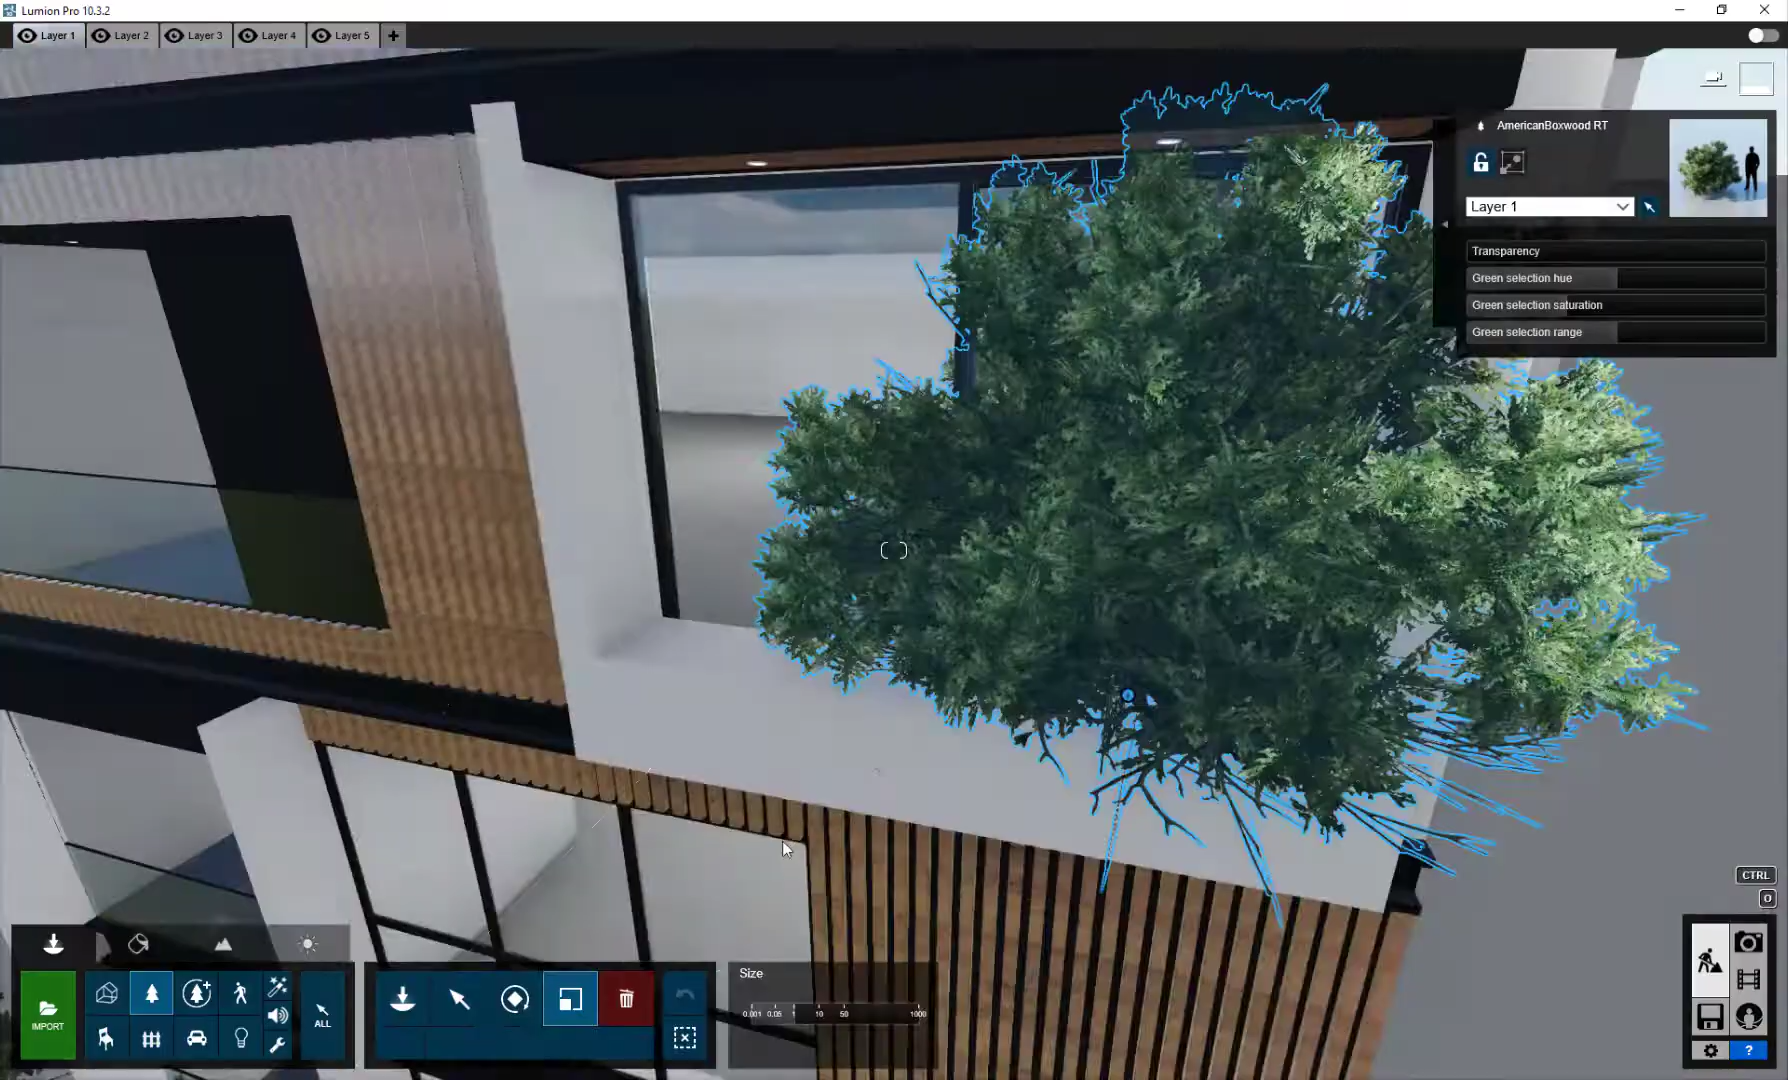 Lumion Pro 10.3.2
Layer 1
Layer 2
Layer 3
Layer 4
Layer 5
AmericanBoxwood RT
Layer 1
Transparency
Green selection hue
Green selection saturation
Green selection range
CTRL
O
IMPORT
ALL
Size
0.001 0.05 1 10 50 1000
?